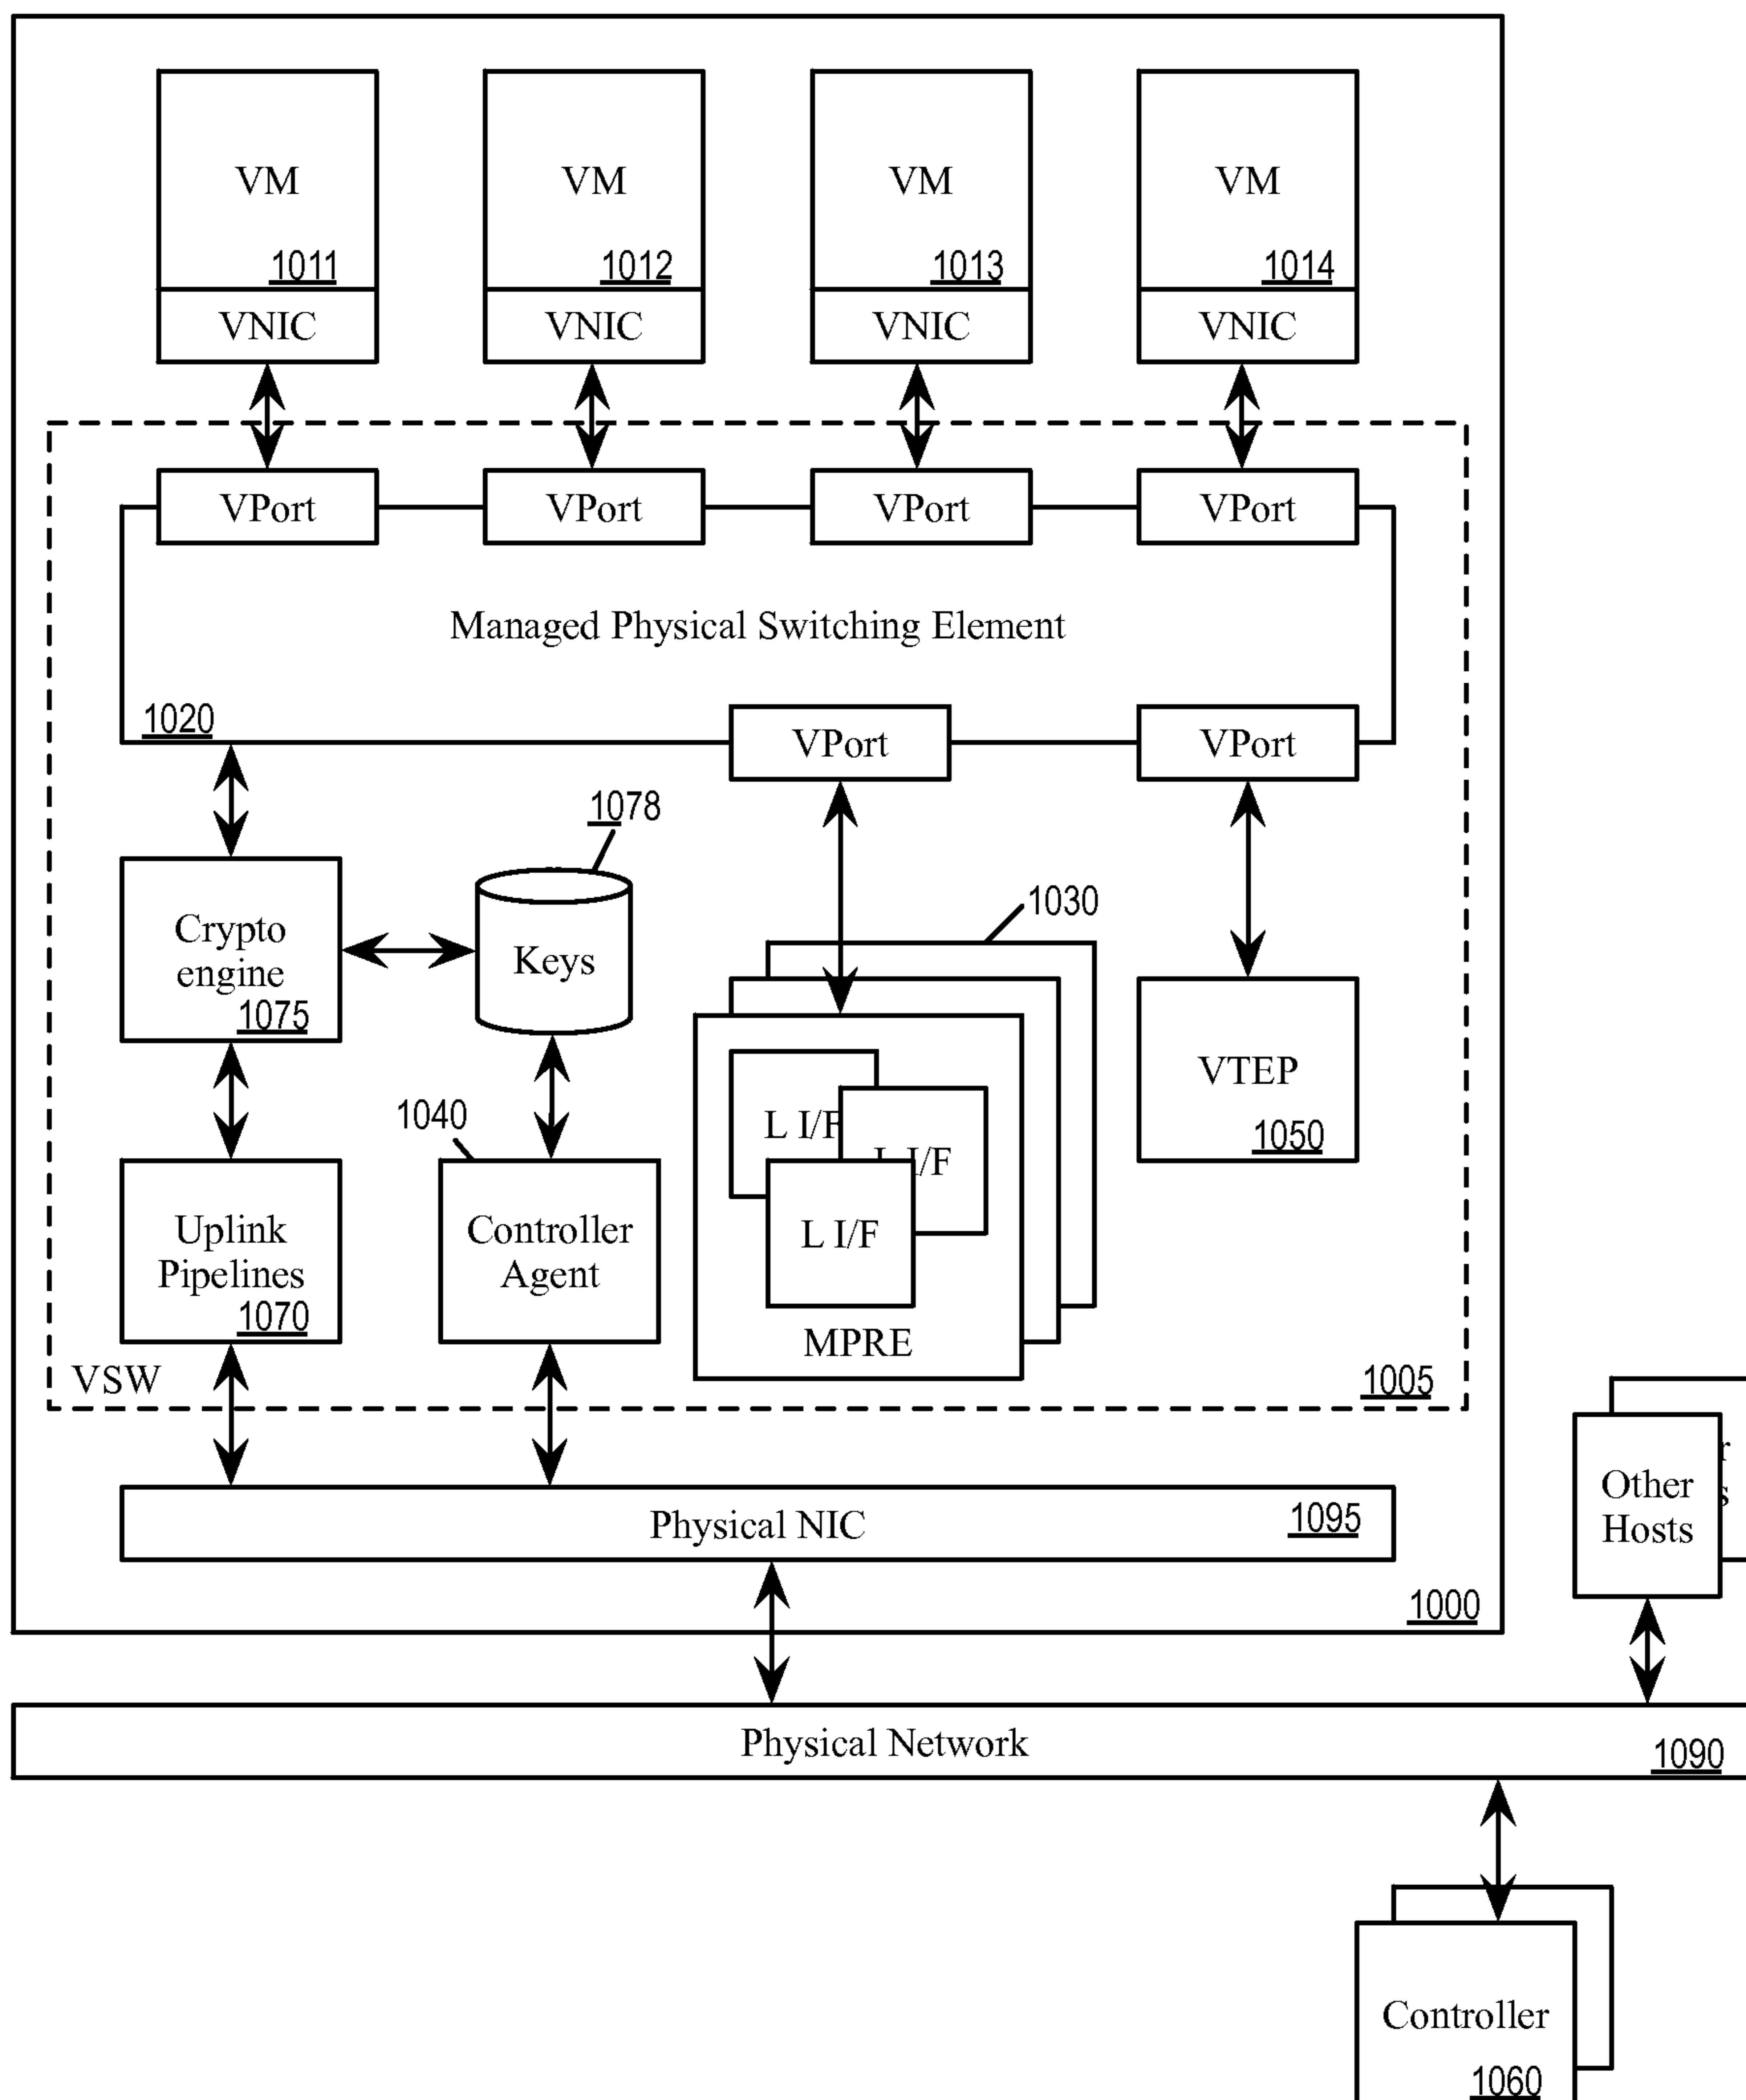 VM
VM
VM
VM
1011
1012
1013
1014
VNIC
VNIC
VNIC
VNIC
VPort
VPort
VPort
VPort
Managed Physical Switching Element
1020
VPort
VPort
1078
Crypto
engine
1075
Keys
1030
VTEP
1050
1040
L I/F
L I/F
L I/F
MPRE
Uplink
Pipelines
1070
Controller
Agent
VSW
1005
Physical NIC
1095
Other
Hosts
1000
Physical Network
1090
Controller
1060